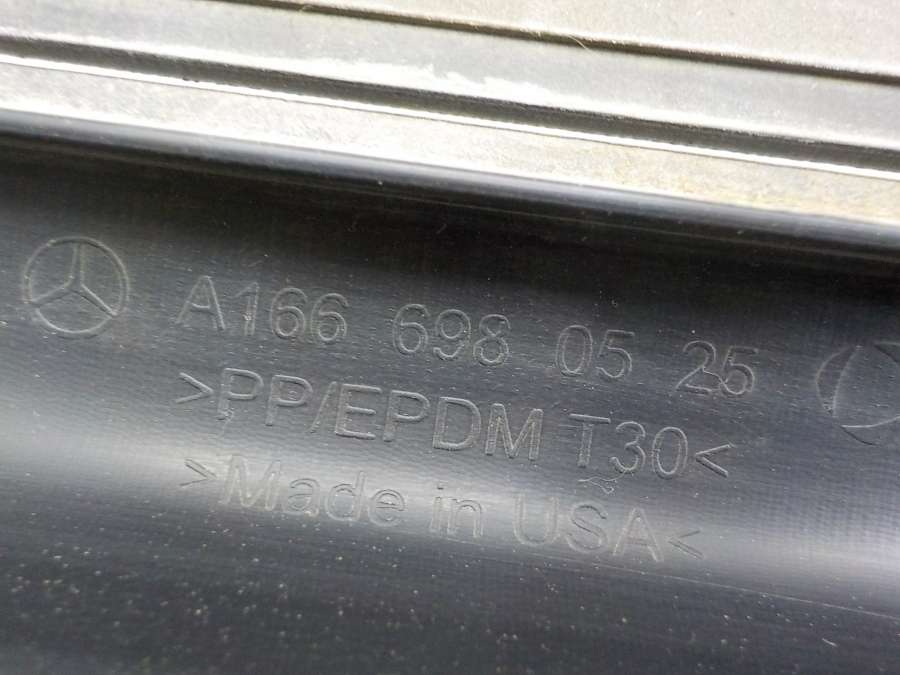 A166 698 05 25
>PP/EPDM T30<
>Made in USA<